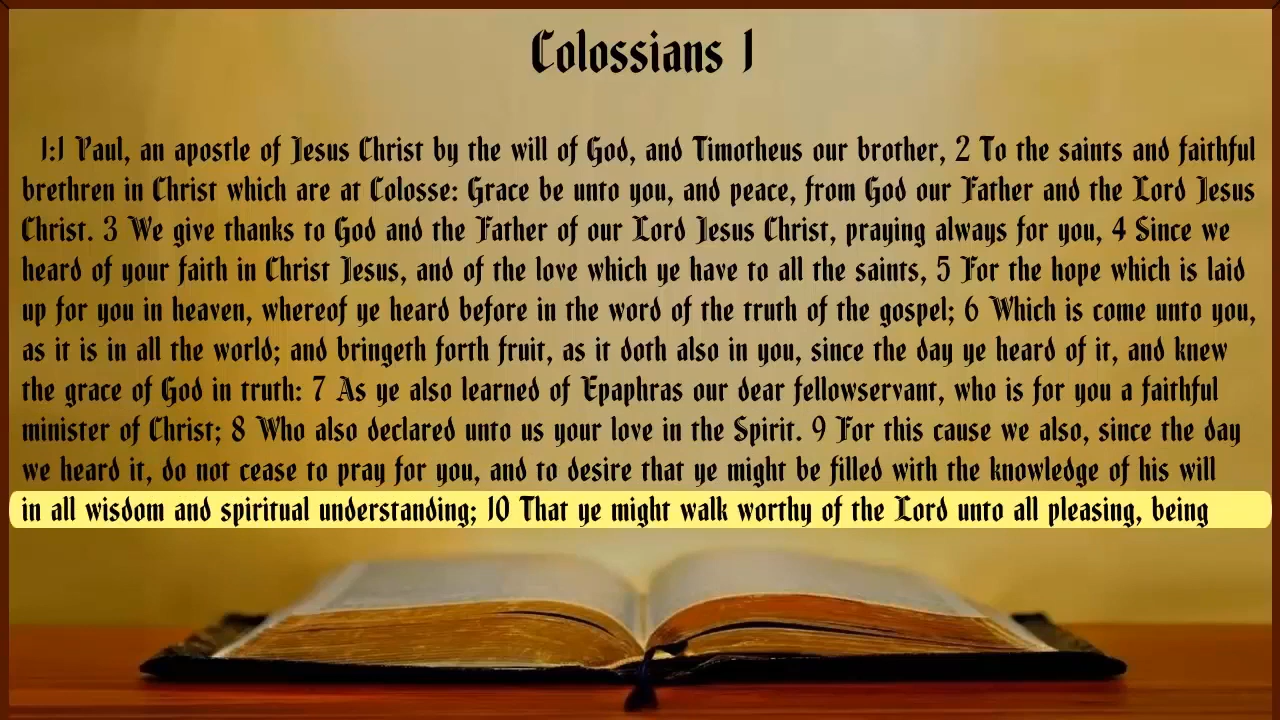 Colossians 1
1:1 Paul, an apostle of Jesus Christ by the will of God, and Timotheus our brother, 2 To the saints and faithful
brethren in Christ which are at Colosse: Grace be unto you, and peace, from God our Father and the Lord Jesus
Christ. 3 We give thanks to God and the Father of our Lord Jesus Christ, praying always for you, 4 Since we
heard of your faith in Christ Jesus, and of the love which ye have to all the saints, 5 For the hope which is laid
up for you in heaven, whereof ye heard before in the word of the truth of the gospel; 6 Which is come unto you,
as it is in all the world; and bringeth forth fruit, as it doth also in you, since the day ye heard of it, and knew
the grace of God in truth: 7 As ye also learned of Epaphras our dear fellowservant, who is for you a faithful
minister of Christ; 8 Who also declared unto us your love in the Spirit. 9 For this cause we also, since the day
we heard it, do not cease to pray for you, and to desire that ye might be filled with the knowledge of his will
in all wisdom and spiritual understanding; 10 That ye might walk worthy of the Lord unto all pleasing, being